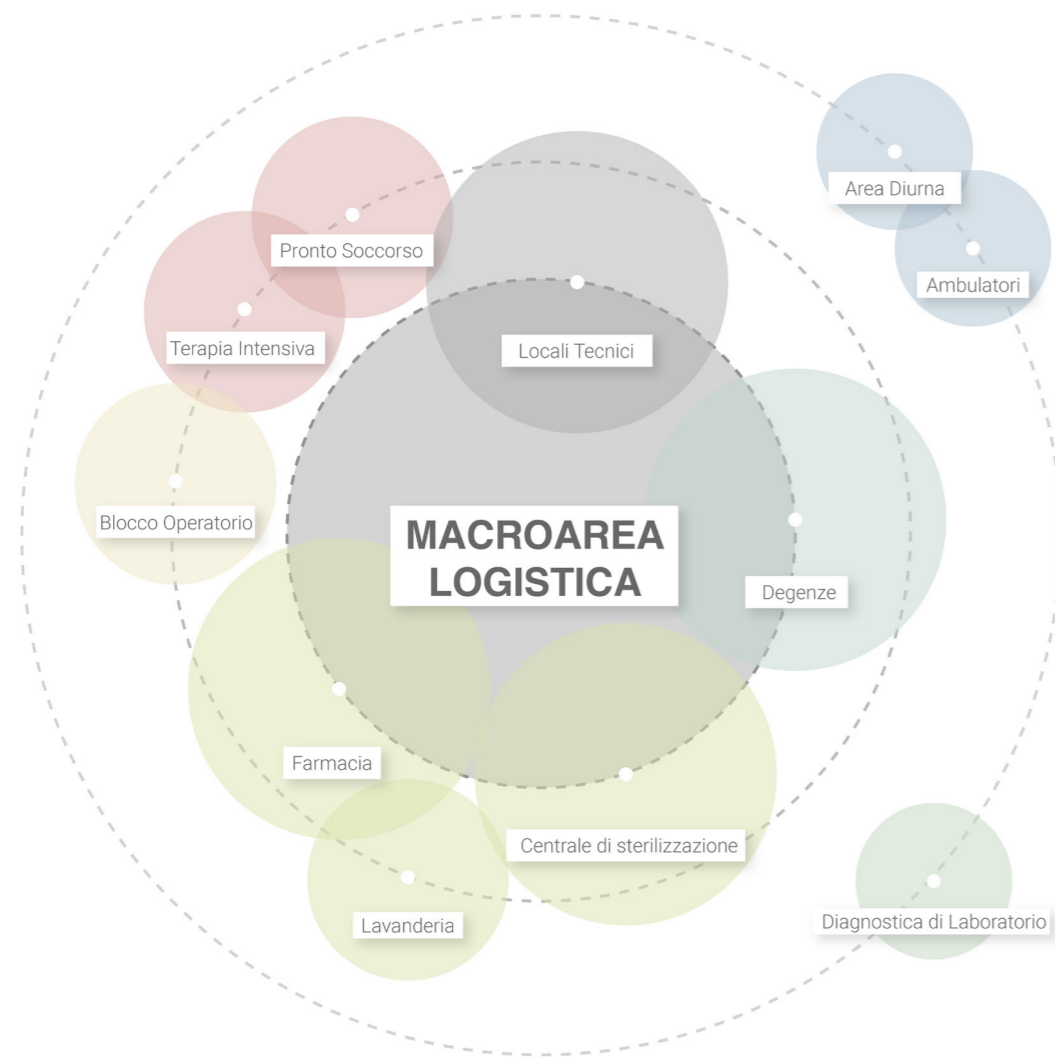 Area Diurna
Pronto Soccorso
Ambulatori
Terapia Intensiva
Locali Tecnici
Blocco Operatorio
MACROAREA
LOGISTICA
Degenze
Farmacia
Centrale di sterilizzazione
Lavanderia
Diagnostica di Laboratorio